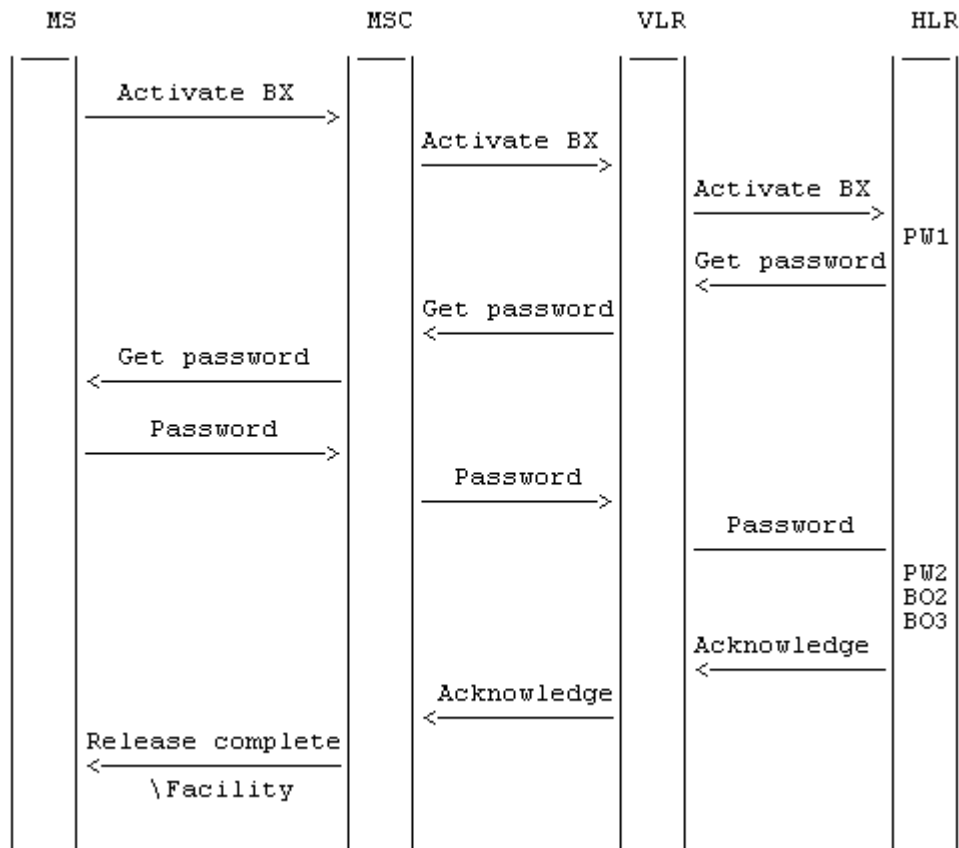 MS MSC VLR HLR
Activate BX
Activate BX
Activate BX
PW1
Get password
Get password
Get password
Password
Password
Password
PW2
BO2
BO3
Acknowledge
Acknowledge
Release complete
\Facility